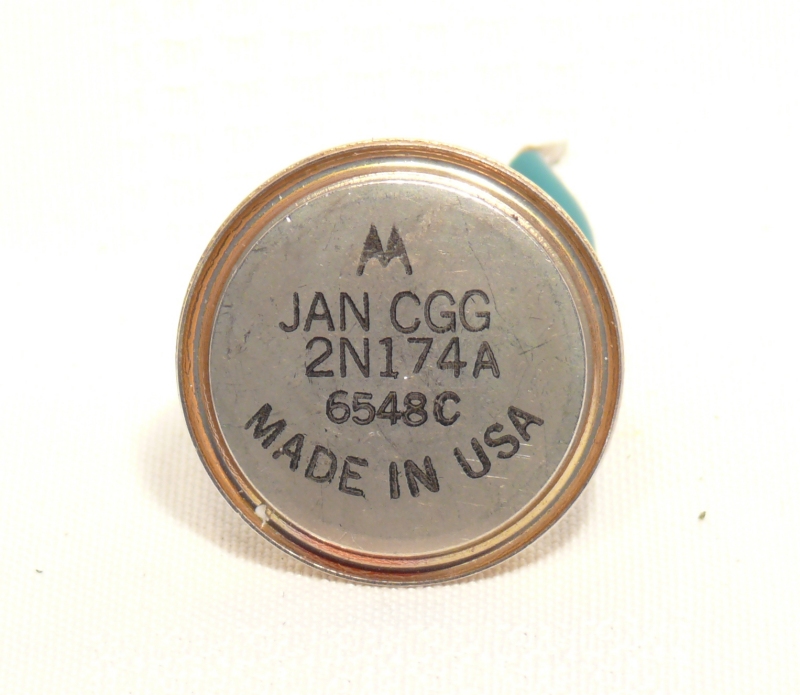 JAN CGG
2N174A
6548C
MADE IN USA